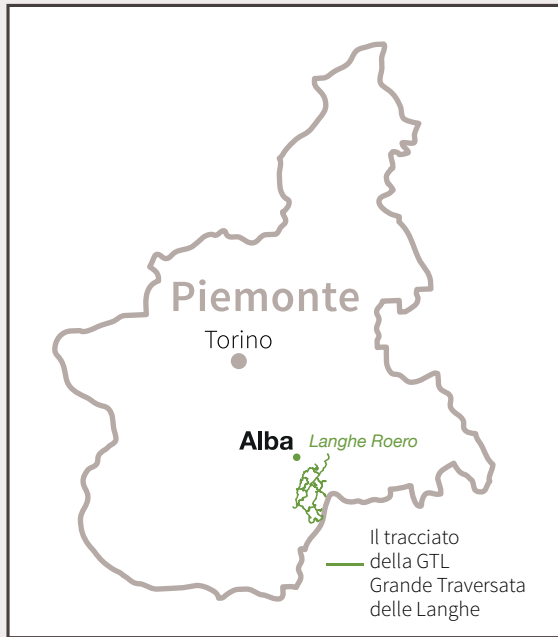 Piemonte
Torino
Alba
Langhe Roero
Il tracciato
della GTL
Grande Traversata
delle Langhe